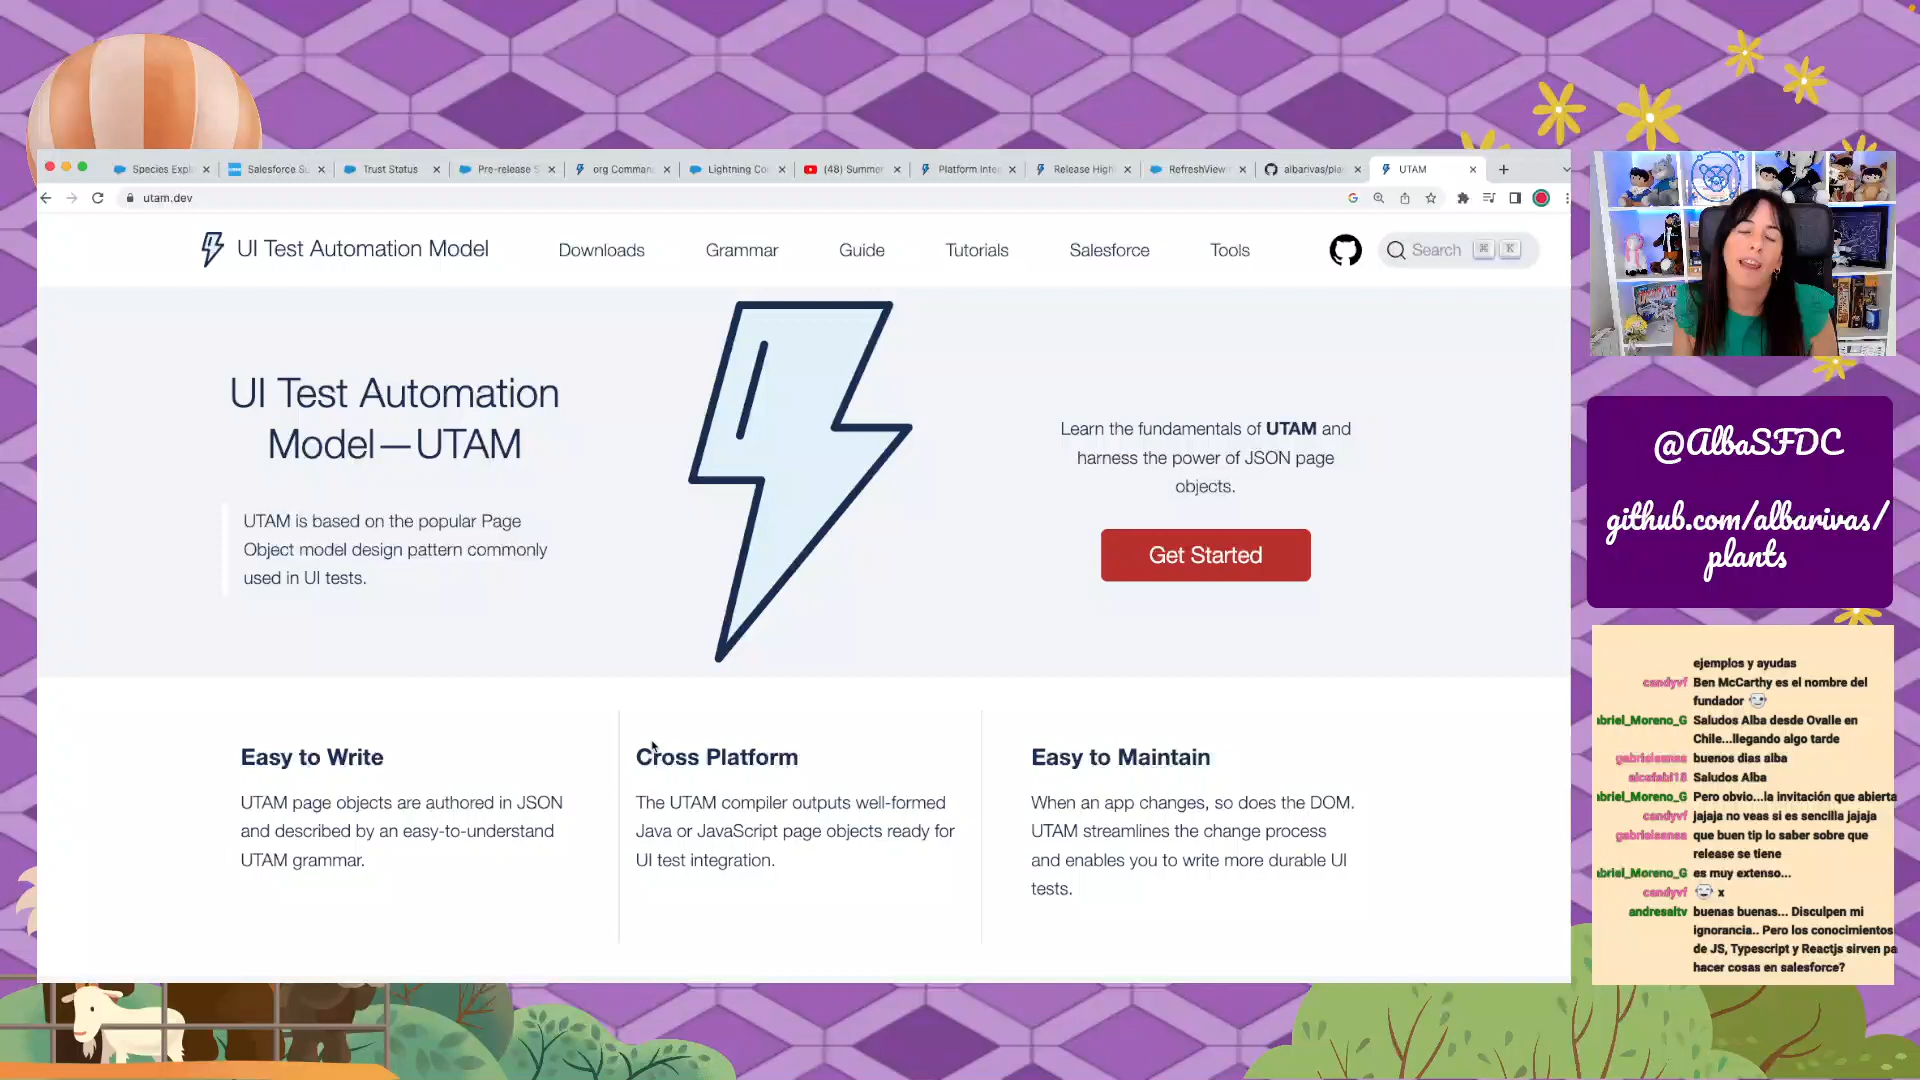 Species Expl
Salesforce Su
Trust Status
Pre-release S
org Comman
Lightning Co
(48) Summer
Platform Inte
Release High
RefreshView
albarivas/pla
UTAM
utam.dev
UI Test Automation Model
Downloads
Grammar
Guide
Tutorials
Salesforce
Tools
Search ⌘ K
UI Test Automation
Model—UTAM
UTAM is based on the popular Page
Object model design pattern commonly
used in UI tests.
Learn the fundamentals of UTAM and
harness the power of JSON page
objects.
Get Started
Easy to Write
UTAM page objects are authored in JSON
and described by an easy-to-understand
UTAM grammar.
Cross Platform
The UTAM compiler outputs well-formed
Java or JavaScript page objects ready for
UI test integration.
Easy to Maintain
When an app changes, so does the DOM.
UTAM streamlines the change process
and enables you to write more durable UI
tests.
@AlbaSFDC
github.com/albarivas/
plants
ejemplos y ayudas
candyvf Ben McCarthy es el nombre del
fundador
abriel_Moreno_G Saludos Alba desde Ovalle en
Chile...llegando algo tarde
buenos dias alba
Saludos Alba
abriel_Moreno_G Pero obvio...la invitación que abierta
candyvf jajaja no veas si es sencilla jajaja
que buen tip lo saber sobre que
release se tiene
abriel_Moreno_G es muy extenso...
candyvf x
andresaltv buenas buenas... Disculpen mi
ignorancia.. Pero los conocimientos
de JS, Typescript y Reactjs sirven pa
hacer cosas en salesforce?